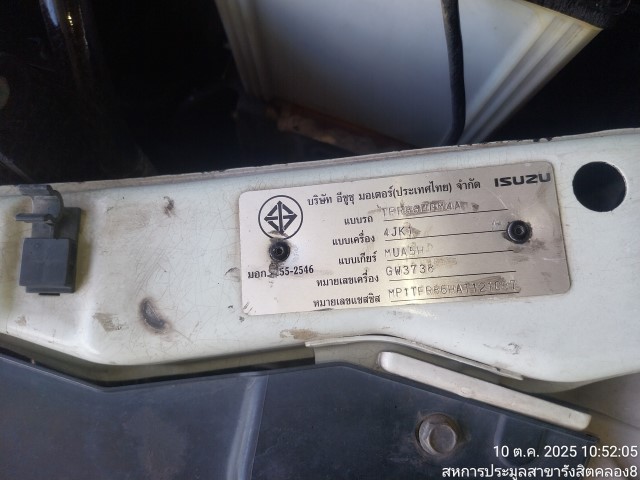 บริษัท อีซูซุ มอเตอร์(ประเทศไทย) จำกัด ISUZU
แบบรถ
แบบเครื่อง 4JK1
แบบเกียร์
มอก. 2155-2546
หมายเลขเครื่อง GW3738
หมายเลขแชสซิส
10 ต.ค. 2025 10:52:05
สหการประมูลสาขารังสิตคลอง8